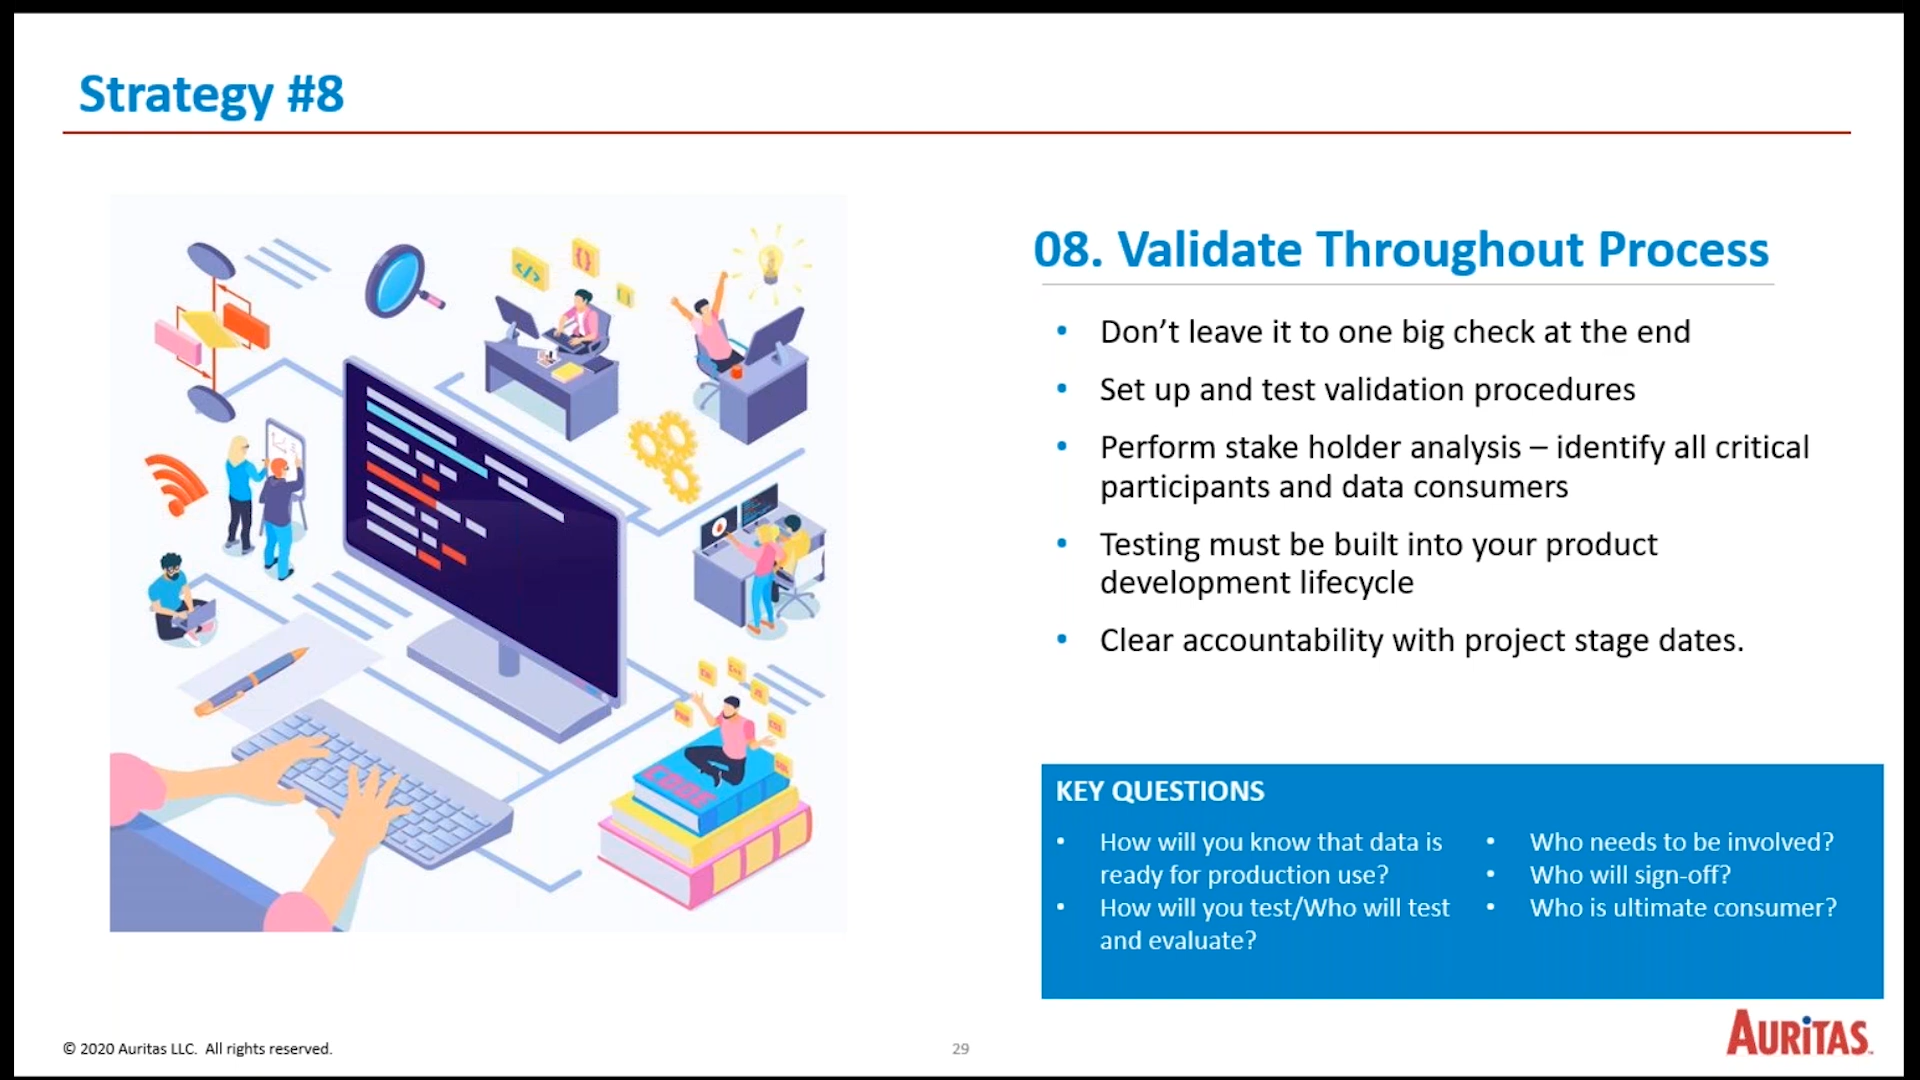 Strategy #8
08. Validate Throughout Process
• Don’t leave it to one big check at the end
• Set up and test validation procedures
• Perform stake holder analysis – identify all critical
participants and data consumers
• Testing must be built into your product
development lifecycle
• Clear accountability with project stage dates.
</>
{}
CODE
KEY QUESTIONS
• How will you know that data is
ready for production use?
• How will you test/Who will test
and evaluate?
• Who needs to be involved?
• Who will sign-off?
• Who is ultimate consumer?
© 2020 Auritas LLC. All rights reserved.
29
AURiTAS